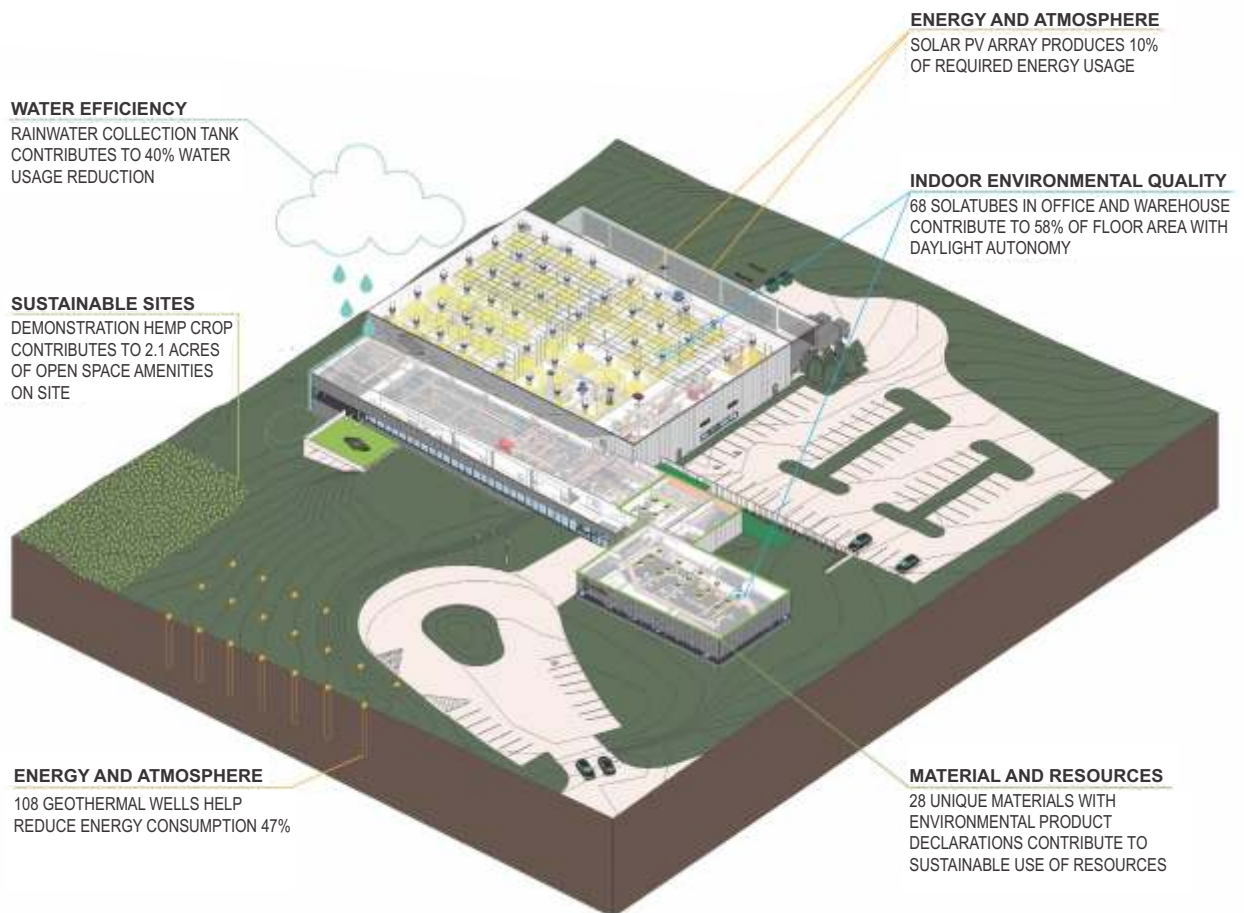 ENERGY AND ATMOSPHERE
SOLAR PV ARRAY PRODUCES 10%
OF REQUIRED ENERGY USAGE
WATER EFFICIENCY
RAINWATER COLLECTION TANK
CONTRIBUTES TO 40% WATER
USAGE REDUCTION
INDOOR ENVIRONMENTAL QUALITY
68 SOLATUBES IN OFFICE AND WAREHOUSE
CONTRIBUTE TO 58% OF FLOOR AREA WITH
DAYLIGHT AUTONOMY
SUSTAINABLE SITES
DEMONSTRATION HEMP CROP
CONTRIBUTES TO 2.1 ACRES
OF OPEN SPACE AMENITIES
ON SITE
ENERGY AND ATMOSPHERE
108 GEOTHERMAL WELLS HELP
REDUCE ENERGY CONSUMPTION 47%
MATERIAL AND RESOURCES
28 UNIQUE MATERIALS WITH
ENVIRONMENTAL PRODUCT
DECLARATIONS CONTRIBUTE TO
SUSTAINABLE USE OF RESOURCES